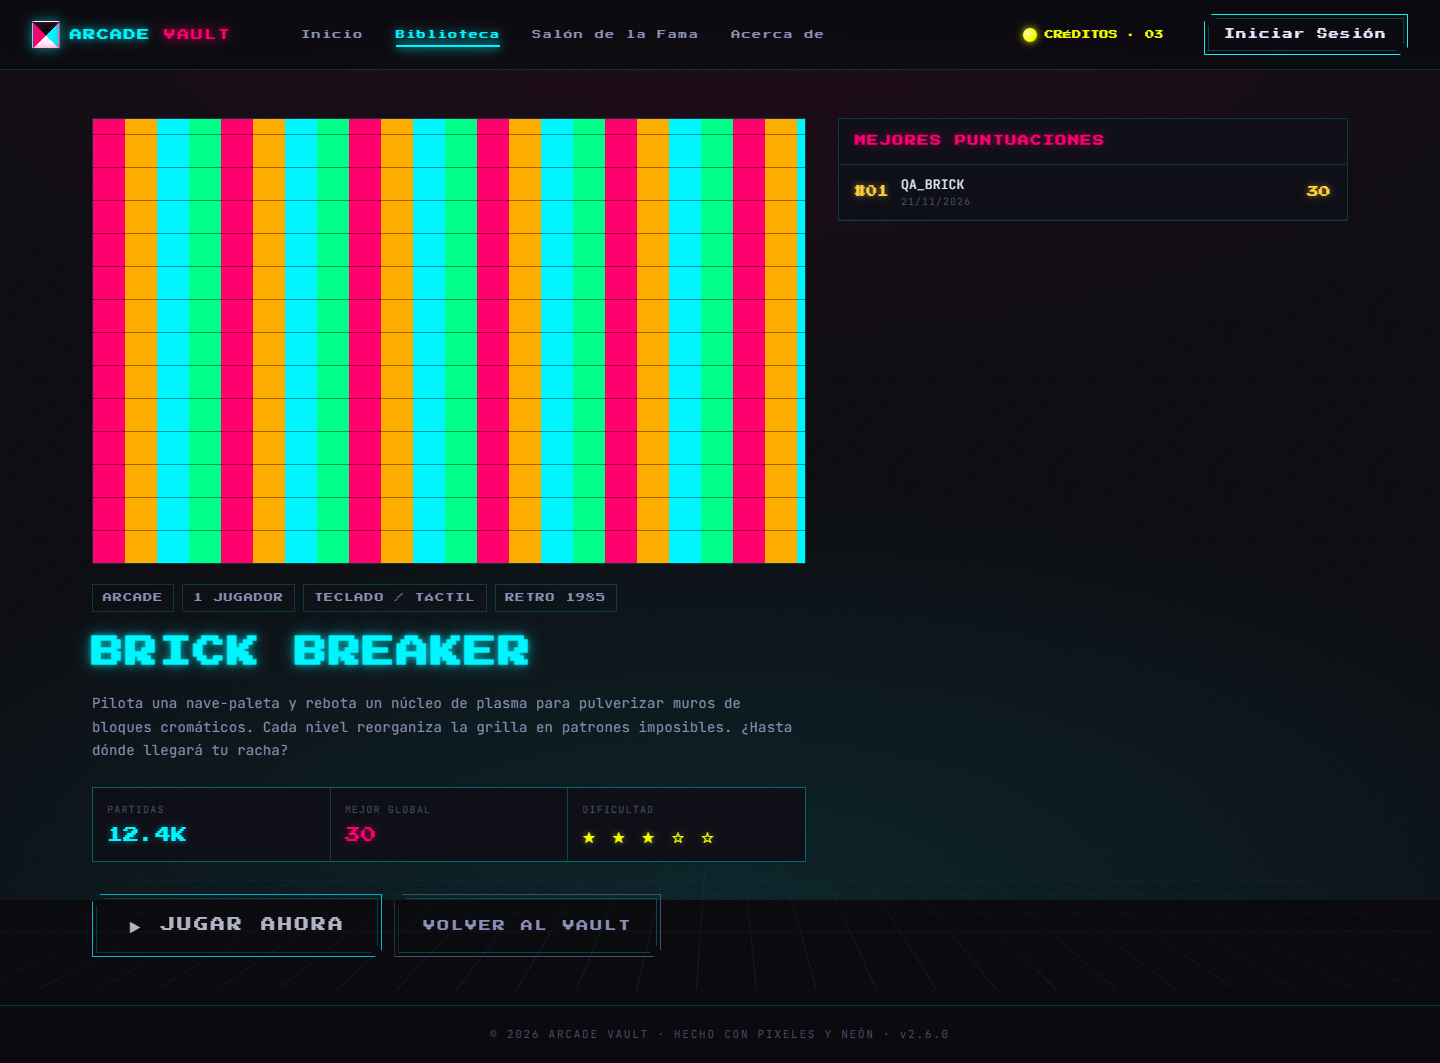 ARCADE VAULT
Inicio
Biblioteca
Salón de la Fama
Acerca de
CRéDITOS · 03
Iniciar Sesión
MEJORES PUNTUACIONES
#01
QA_BRICK
21/11/2026
30
ARCADE
1 JUGADOR
TECLADO / TáCTIL
RETRO 1985
BRICK BREAKER
Pilota una nave-paleta y rebota un núcleo de plasma para pulverizar muros de
bloques cromáticos. Cada nivel reorganiza la grilla en patrones imposibles. ¿Hasta
dónde llegará tu racha?
PARTIDAS
12.4K
MEJOR GLOBAL
30
DIFICULTAD
★ ★ ★ ☆ ☆
▶ JUGAR AHORA
VOLVER AL VAULT
© 2026 ARCADE VAULT · HECHO CON PIXELES Y NEÓN · v2.6.0